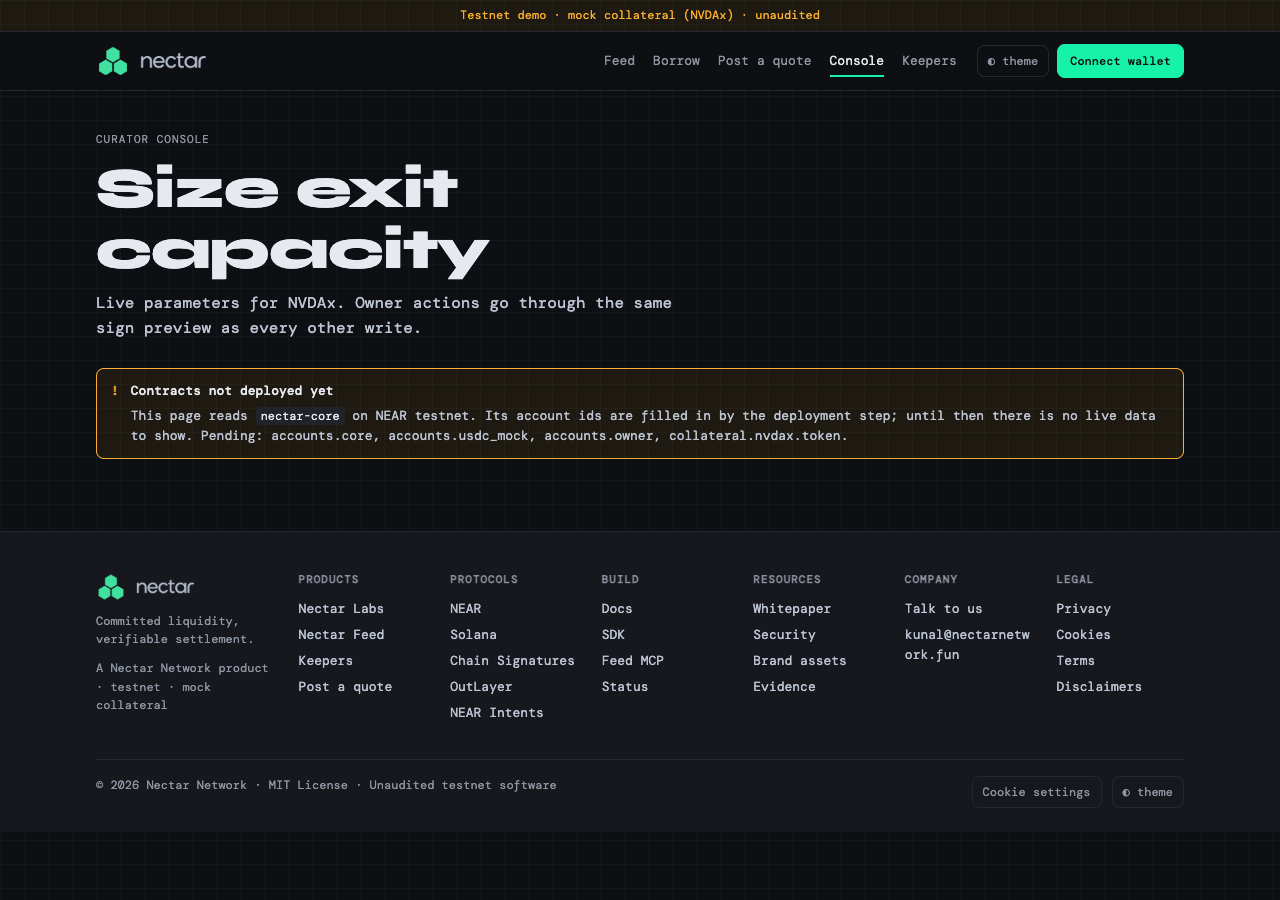 Testnet demo · mock collateral (NVDAx) · unaudited
nectar
Feed Borrow Post a quote Console Keepers ◐ theme Connect wallet
CURATOR CONSOLE
Size exit
capacity
Live parameters for NVDAx. Owner actions go through the same
sign preview as every other write.
! Contracts not deployed yet
This page reads nectar-core on NEAR testnet. Its account ids are filled in by the deployment step; until then there is no live data
to show. Pending: accounts.core, accounts.usdc_mock, accounts.owner, collateral.nvdax.token.
nectar
Committed liquidity,
verifiable settlement.
A Nectar Network product
· testnet · mock
collateral
PRODUCTS
Nectar Labs
Nectar Feed
Keepers
Post a quote
PROTOCOLS
NEAR
Solana
Chain Signatures
OutLayer
NEAR Intents
BUILD
Docs
SDK
Feed MCP
Status
RESOURCES
Whitepaper
Security
Brand assets
Evidence
COMPANY
Talk to us
kunal@nectarnetw
ork.fun
LEGAL
Privacy
Cookies
Terms
Disclaimers
© 2026 Nectar Network · MIT License · Unaudited testnet software
Cookie settings ◐ theme